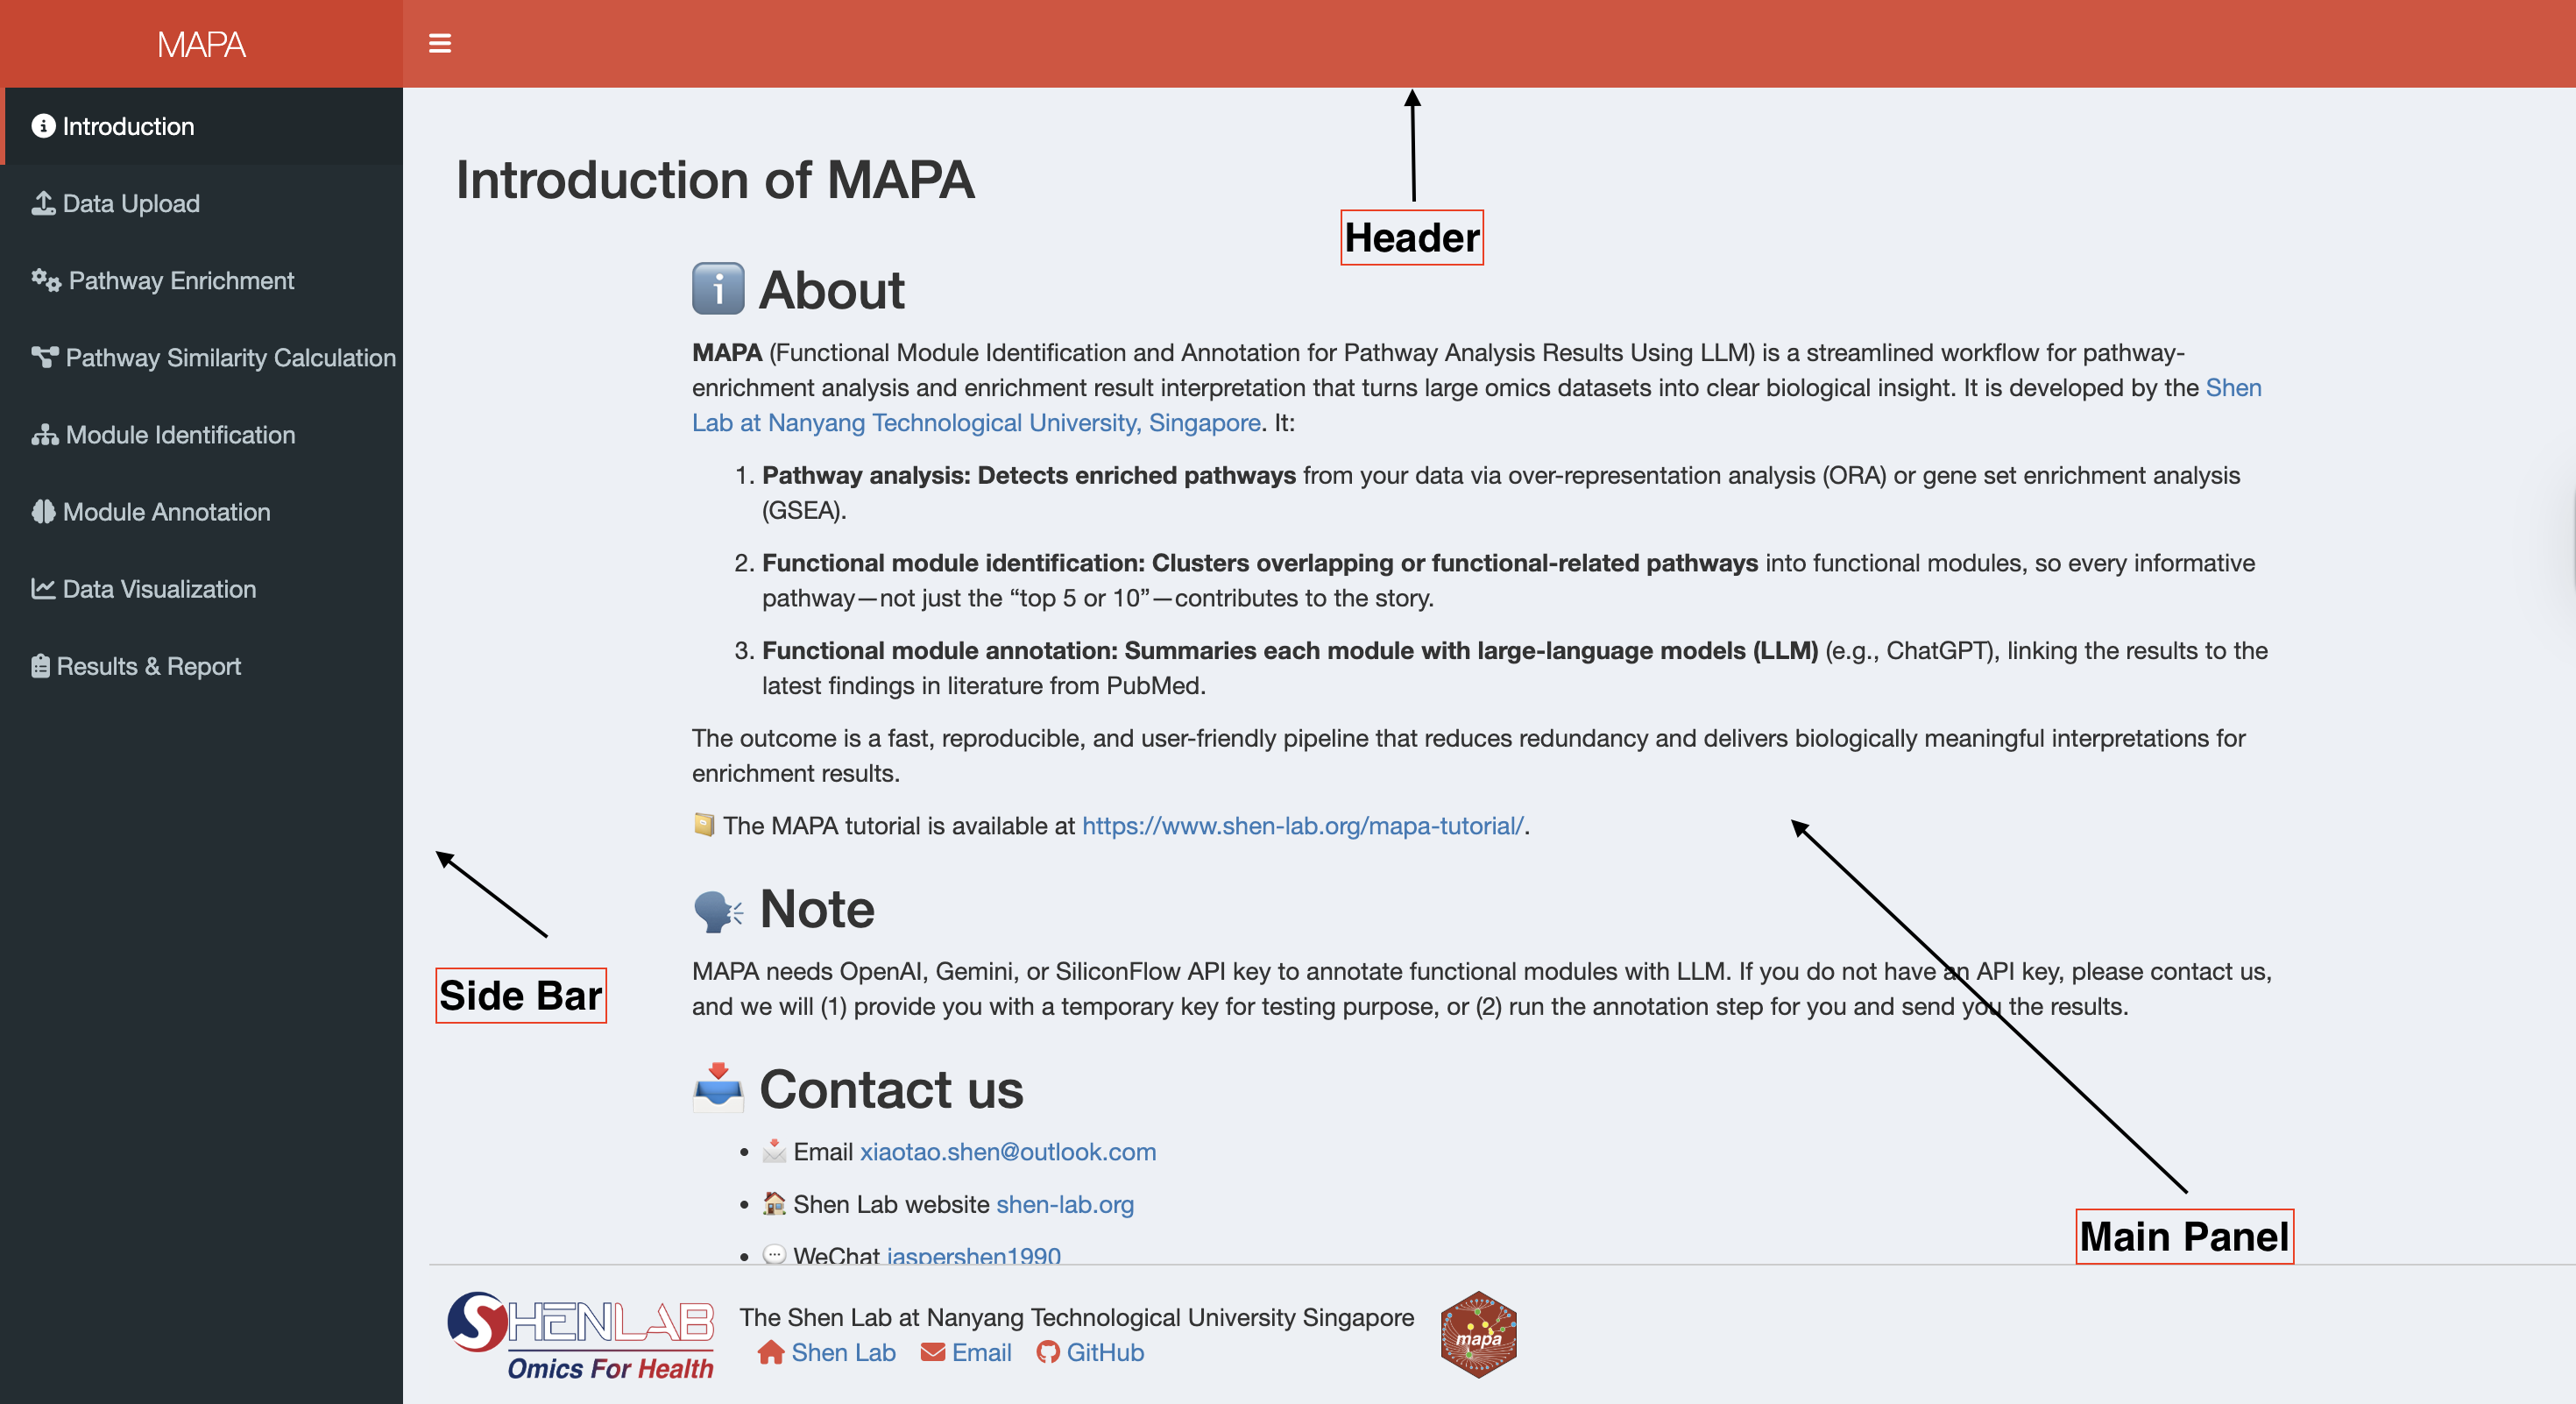 MAPA
Introduction
Data Upload
Pathway Enrichment
Pathway Similarity Calculation
Module Identification
Module Annotation
Data Visualization
Results & Report
Header
Introduction of MAPA
About
MAPA (Functional Module Identification and Annotation for Pathway Analysis Results Using LLM) is a streamlined workflow for pathway-
enrichment analysis and enrichment result interpretation that turns large omics datasets into clear biological insight. It is developed by the Shen
Lab at Nanyang Technological University, Singapore. It:
1. Pathway analysis: Detects enriched pathways from your data via over-representation analysis (ORA) or gene set enrichment analysis
(GSEA).
2. Functional module identification: Clusters overlapping or functional-related pathways into functional modules, so every informative
pathway—not just the “top 5 or 10”—contributes to the story.
3. Functional module annotation: Summaries each module with large-language models (LLM) (e.g., ChatGPT), linking the results to the
latest findings in literature from PubMed.
The outcome is a fast, reproducible, and user-friendly pipeline that reduces redundancy and delivers biologically meaningful interpretations for
enrichment results.
The MAPA tutorial is available at https://www.shen-lab.org/mapa-tutorial/.
Side Bar
Note
MAPA needs OpenAI, Gemini, or SiliconFlow API key to annotate functional modules with LLM. If you do not have an API key, please contact us,
and we will (1) provide you with a temporary key for testing purpose, or (2) run the annotation step for you and send you the results.
Contact us
• Email xiaotao.shen@outlook.com
• Shen Lab website shen-lab.org
• WeChat jaspershen1990
Main Panel
SHENLAB
Omics For Health
The Shen Lab at Nanyang Technological University Singapore
Shen Lab Email GitHub
mapa